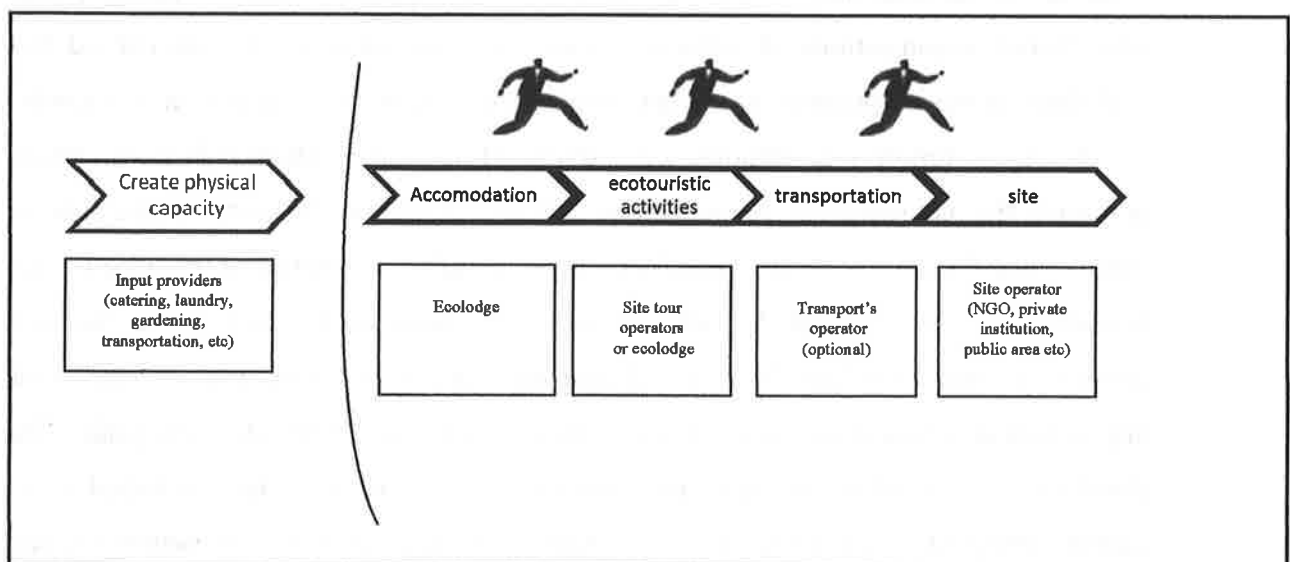 Create physical
capacity
Accomodation
ecotouristic
activities
transportation
site
Input providers
(catering, laundry,
gardening,
transportation, etc)
Ecolodge
Site tour
operators
or ecolodge
Transport's
operator
(optional)
Site operator
(NGO, private
institution,
public area etc)